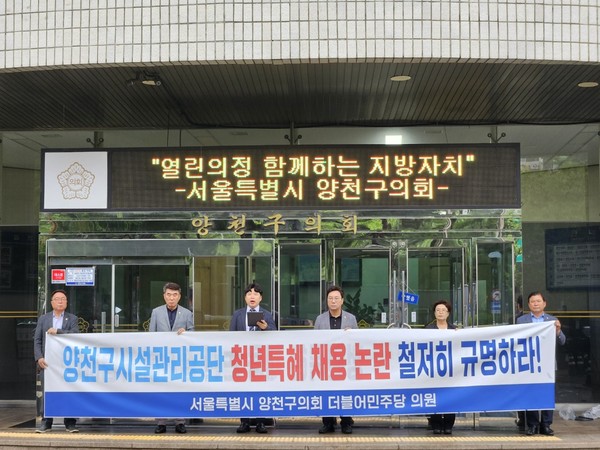 "열린의정 함께하는 지방자치"
-서울특별시 양천구의회-
양천구의회
양천구시설관리공단 청년특혜 채용 논란 철저히 규명하라!
서울특별시 양천구의회 더불어민주당 의원